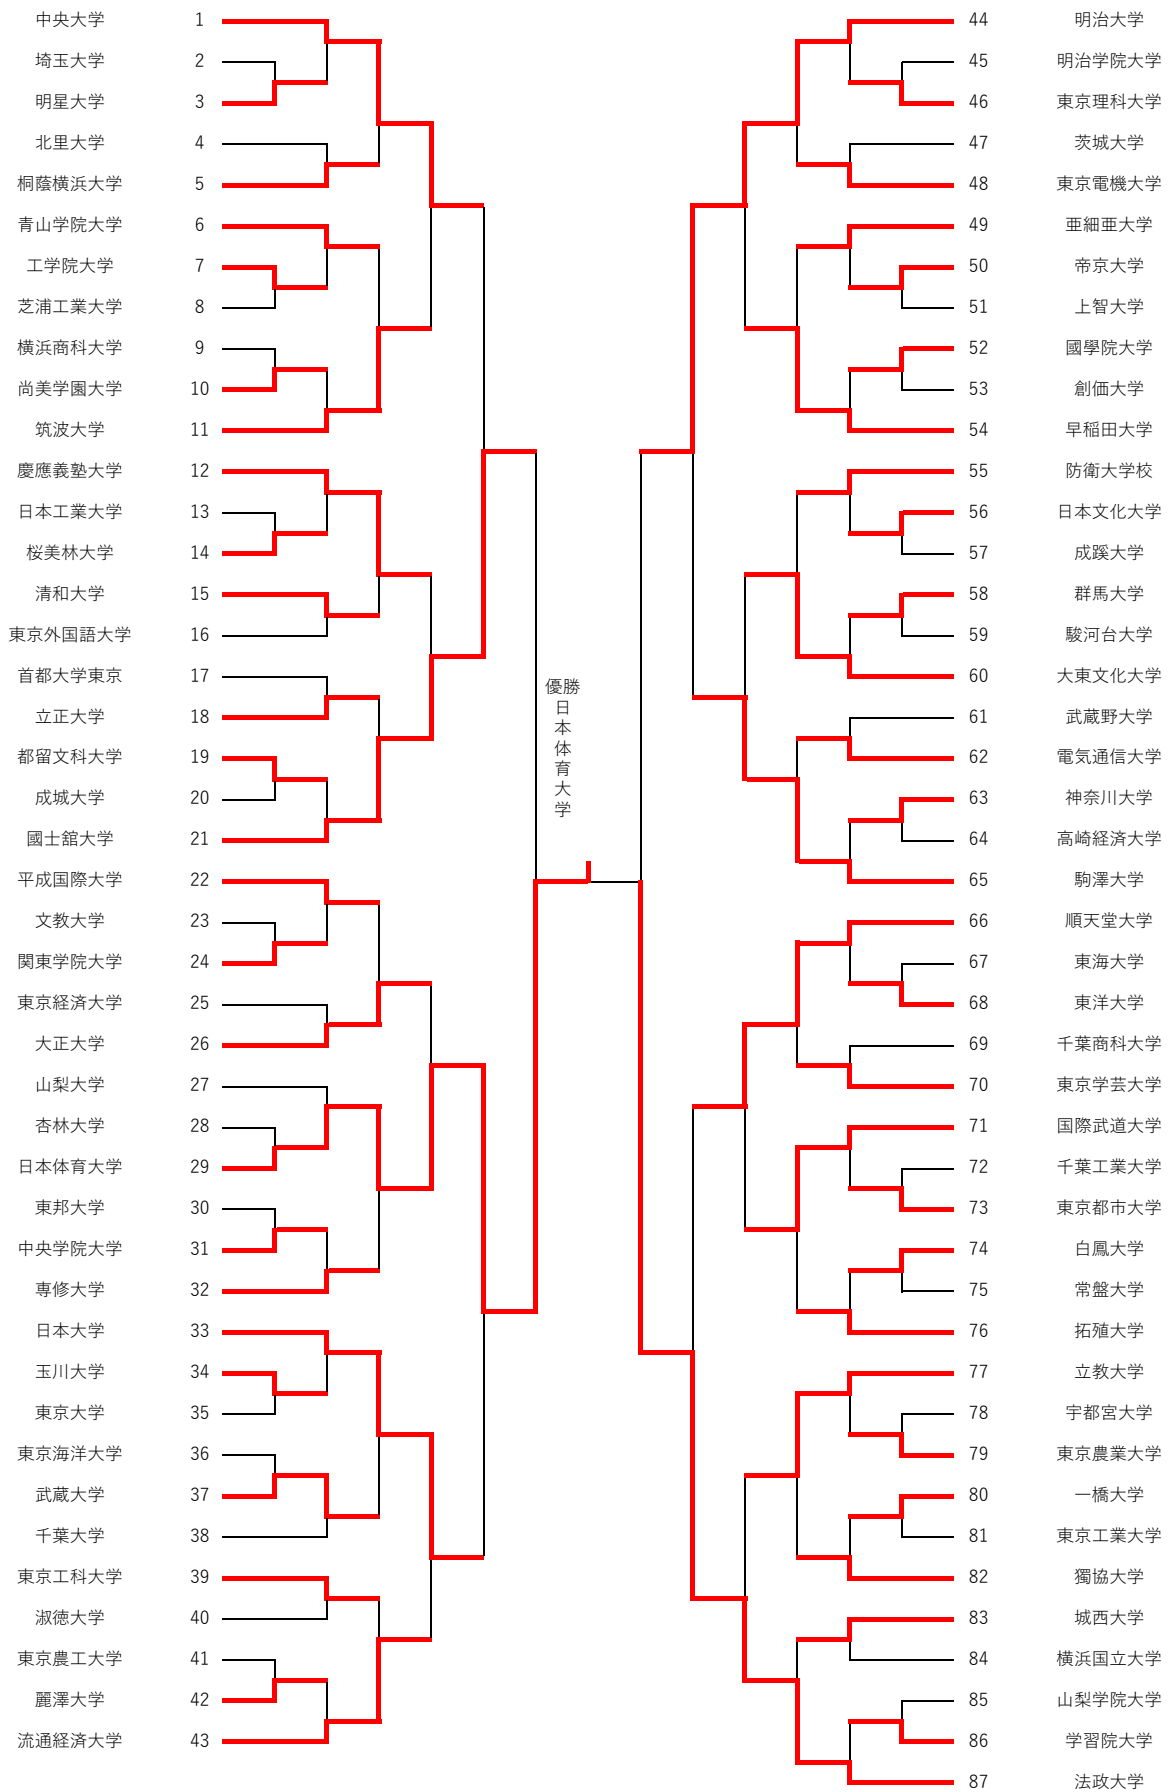 中央大学 1
埼玉大学 2
明星大学 3
北里大学 4
桐蔭横浜大学 5
青山学院大学 6
工学院大学 7
芝浦工業大学 8
横浜商科大学 9
尚美学園大学 10
筑波大学 11
慶應義塾大学 12
日本工業大学 13
桜美林大学 14
清和大学 15
東京外国語大学 16
首都大学東京 17
立正大学 18
都留文科大学 19
成城大学 20
國士舘大学 21
平成国際大学 22
文教大学 23
関東学院大学 24
東京経済大学 25
大正大学 26
山梨大学 27
杏林大学 28
日本体育大学 29
東邦大学 30
中央学院大学 31
専修大学 32
日本大学 33
玉川大学 34
東京大学 35
東京海洋大学 36
武蔵大学 37
千葉大学 38
東京工科大学 39
淑徳大学 40
東京農工大学 41
麗澤大学 42
流通経済大学 43
優勝
日
本
体
育
大
学
44 明治大学
45 明治学院大学
46 東京理科大学
47 茨城大学
48 東京電機大学
49 亜細亜大学
50 帝京大学
51 上智大学
52 國學院大学
53 創価大学
54 早稲田大学
55 防衛大学校
56 日本文化大学
57 成蹊大学
58 群馬大学
59 駿河台大学
60 大東文化大学
61 武蔵野大学
62 電気通信大学
63 神奈川大学
64 高崎経済大学
65 駒澤大学
66 順天堂大学
67 東海大学
68 東洋大学
69 千葉商科大学
70 東京学芸大学
71 国際武道大学
72 千葉工業大学
73 東京都市大学
74 白鳳大学
75 常盤大学
76 拓殖大学
77 立教大学
78 宇都宮大学
79 東京農業大学
80 一橋大学
81 東京工業大学
82 獨協大学
83 城西大学
84 横浜国立大学
85 山梨学院大学
86 学習院大学
87 法政大学